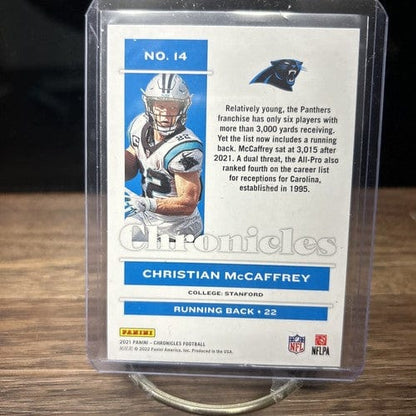 NO. 14
22
Relatively young, the Panthers
franchise has only six players with
more than 3,000 yards receiving.
Yet the list now includes a running
back. McCaffrey sat at 3,015 after
2021. A dual threat, the All-Pro also
ranked fourth on the career list
for receptions for Carolina,
established in 1995.
Chronicles
CHRISTIAN McCAFFREY
COLLEGE: STANFORD
RUNNING BACK • 22
PANINI
2021 PANINI - CHRONICLES FOOTBALL
© 2022 Panini America, Inc. Produced in the USA.
NFL
NFLPA